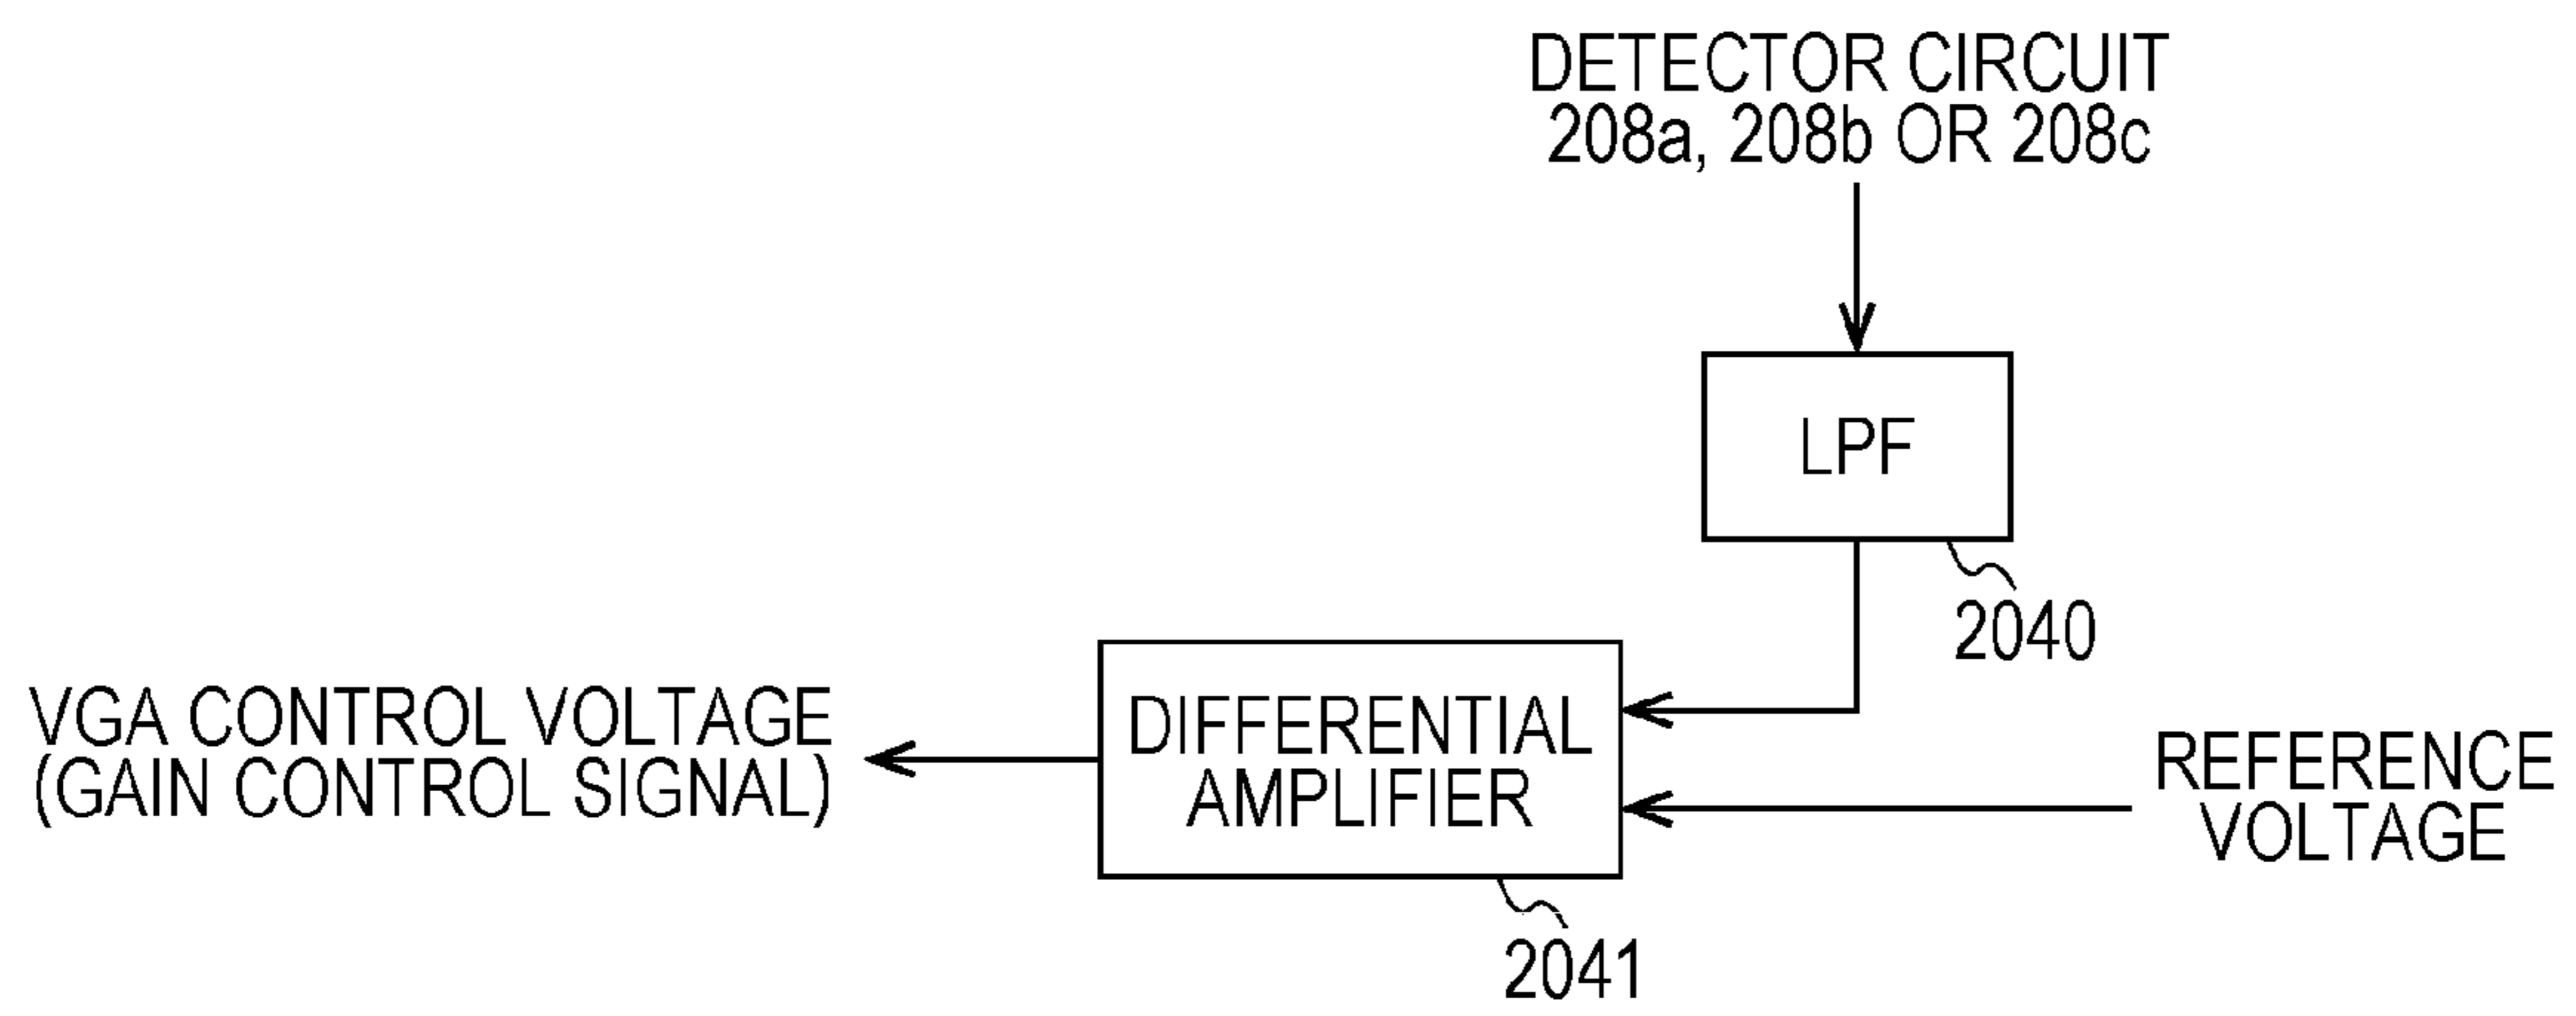 DETECTOR CIRCUIT
208a, 208b OR 208c
LPF
2040
VGA CONTROL VOLTAGE
(GAIN CONTROL SIGNAL)
DIFFERENTIAL
AMPLIFIER
REFERENCE
VOLTAGE
2041